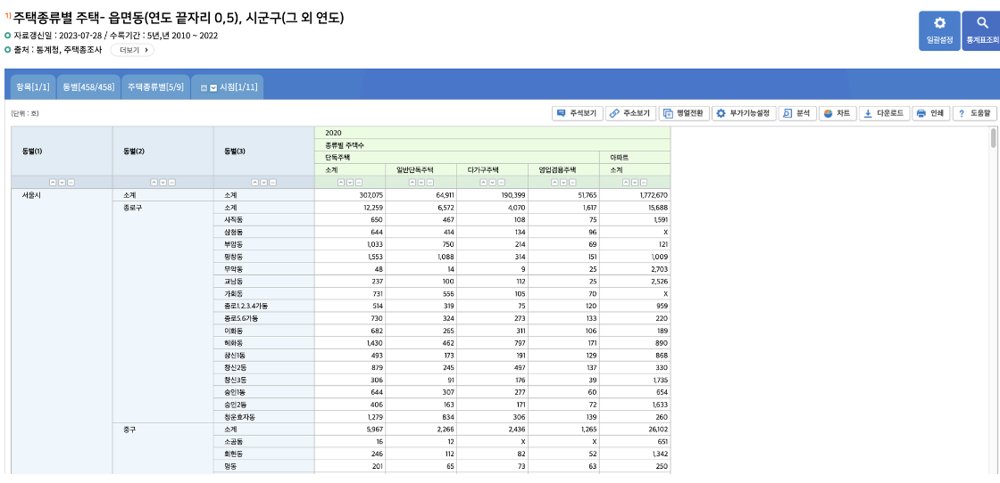 1) 주택종류별 주택- 읍면동(연도 끝자리 0,5), 시군구(그 외 연도)
자료갱신일 : 2023-07-28 / 수록기간 : 5년,년 2010 ~ 2022
출처 : 통계청, 주택총조사 더보기
일괄설정 통계표조회
항목[1/1] 동별[458/458] 주택종류별[5/9] 시점[1/11]
(단위 : 호)
주석보기 주소보기 행렬전환 부가기능설정 분석 차트 다운로드 인쇄 ? 도움말
동별(1) 동별(2) 동별(3) 2020
종류별 주택수
단독주택 아파트
소계 일반단독주택 다가구주택 영업겸용주택 소계
서울시 소계 소계 307,075 64,911 190,399 51,765 1,772,670
종로구 소계 12,259 6,572 4,070 1,617 15,688
사직동 650 467 108 75 1,591
삼청동 644 414 134 96 X
부암동 1,033 750 214 69 121
평창동 1,553 1,088 314 151 1,009
무악동 48 14 9 25 2,703
교남동 237 100 112 25 2,526
가회동 731 556 105 70 X
종로1.2.3.4가동 514 319 75 120 959
종로5.6가동 730 324 273 133 220
이화동 682 265 311 106 189
혜화동 1,430 462 797 171 890
창신1동 493 173 191 129 868
창신2동 879 245 497 137 330
창신3동 306 91 176 39 1,735
숭인1동 644 307 277 60 654
숭인2동 406 163 171 72 1,633
청운효자동 1,279 834 306 139 260
중구 소계 5,967 2,266 2,436 1,265 26,102
소공동 16 12 X X 651
회현동 246 112 82 52 1,342
명동 201 65 73 63 250